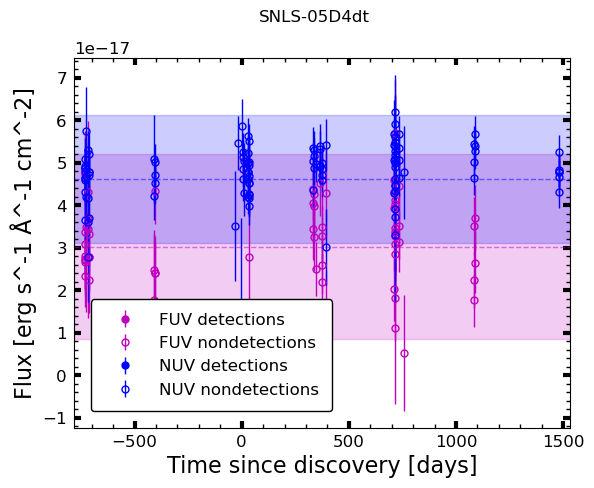 SNLS-05D4dt
1e−17
7
6
5
4
3
2
1
0
−1
Flux [erg s^-1 Å^-1 cm^-2]
FUV detections
FUV nondetections
NUV detections
NUV nondetections
−500 0 500 1000 1500
Time since discovery [days]